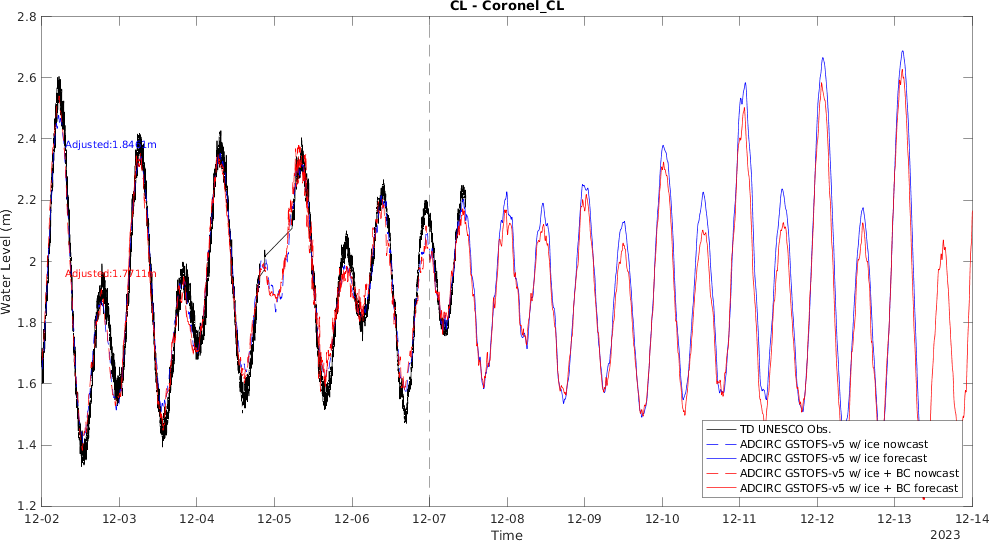 CL - Coronel_CL
2.8
2.6
2.4
2.2
2
1.8
1.6
1.4
1.2
Water Level (m)
Adjusted:1.8461m
Adjusted:1.7711m
TD UNESCO Obs.
ADCIRC GSTOFS-v5 w/ ice nowcast
ADCIRC GSTOFS-v5 w/ ice forecast
ADCIRC GSTOFS-v5 w/ ice + BC nowcast
ADCIRC GSTOFS-v5 w/ ice + BC forecast
12-02 12-03 12-04 12-05 12-06 12-07 12-08 12-09 12-10 12-11 12-12 12-13 12-14
Time
2023